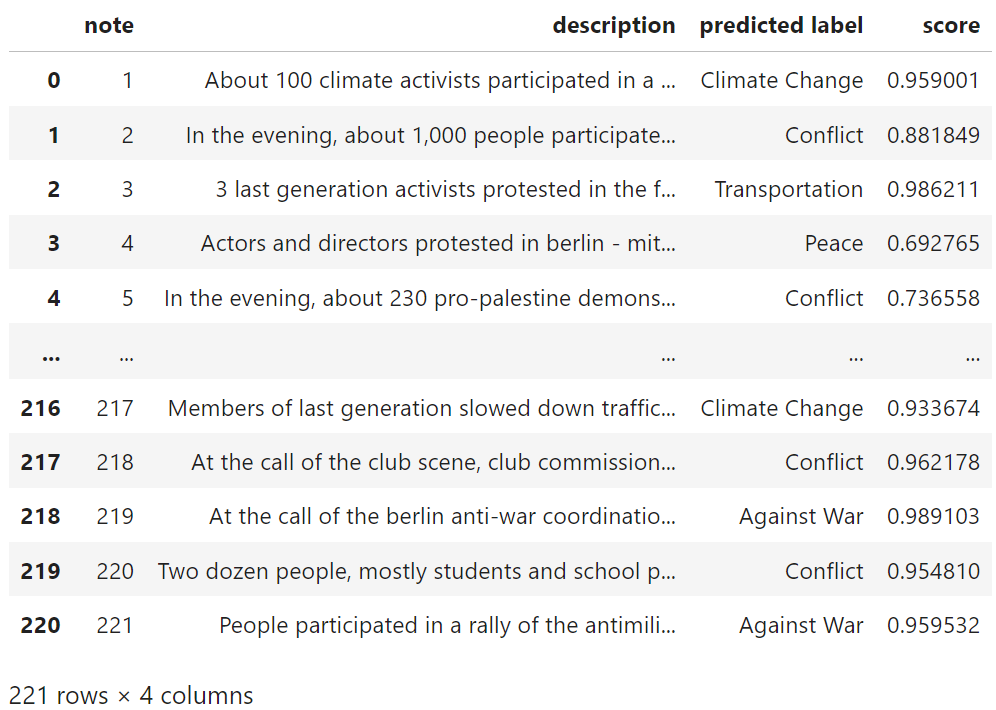 note description predicted label score
0 1 About 100 climate activists participated in a ... Climate Change 0.959001
1 2 In the evening, about 1,000 people participate... Conflict 0.881849
2 3 3 last generation activists protested in the f... Transportation 0.986211
3 4 Actors and directors protested in berlin - mit... Peace 0.692765
4 5 In the evening, about 230 pro-palestine demons... Conflict 0.736558
... ... ... ... ...
216 217 Members of last generation slowed down traffic... Climate Change 0.933674
217 218 At the call of the club scene, club commission... Conflict 0.962178
218 219 At the call of the berlin anti-war coordinatio... Against War 0.989103
219 220 Two dozen people, mostly students and school p... Conflict 0.954810
220 221 People participated in a rally of the antimili... Against War 0.959532
221 rows × 4 columns